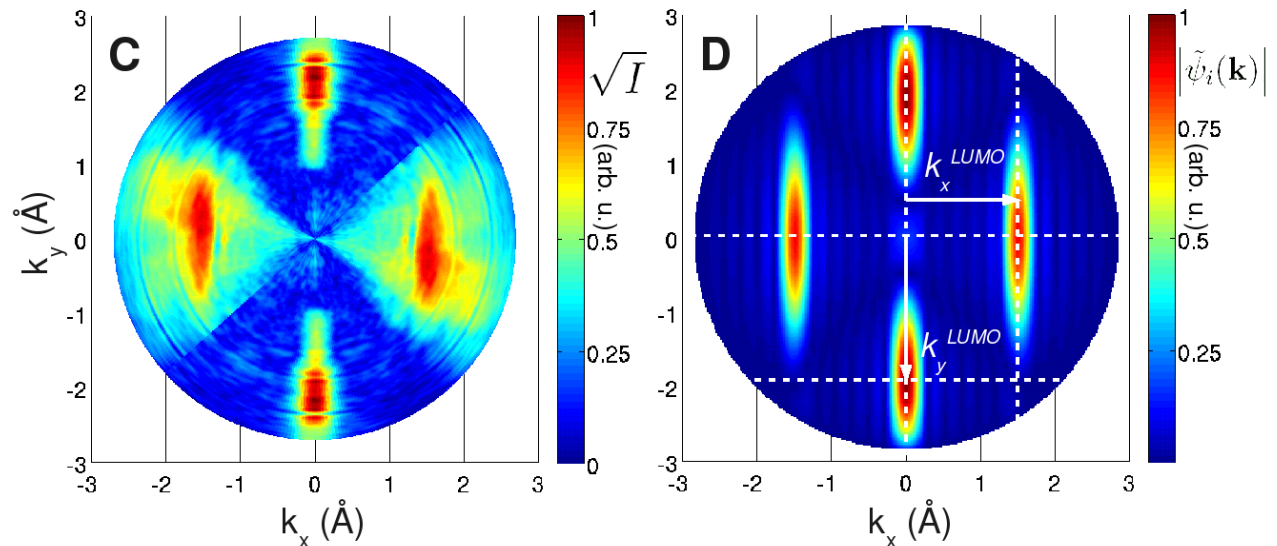 C
3
2
1
0
-1
-2
-3
k_y (Å)
-3 -2 -1 0 1 2 3
k_x (Å)
1
0.75
0.5
0.25
0
√I
(arb. u.)
D
3
2
1
0
-1
-2
-3
k_x^LUMO
k_y^LUMO
-3 -2 -1 0 1 2 3
k_x (Å)
1
0.75
0.5
0.25
|ψ̃_i(k)|
(arb. u.)